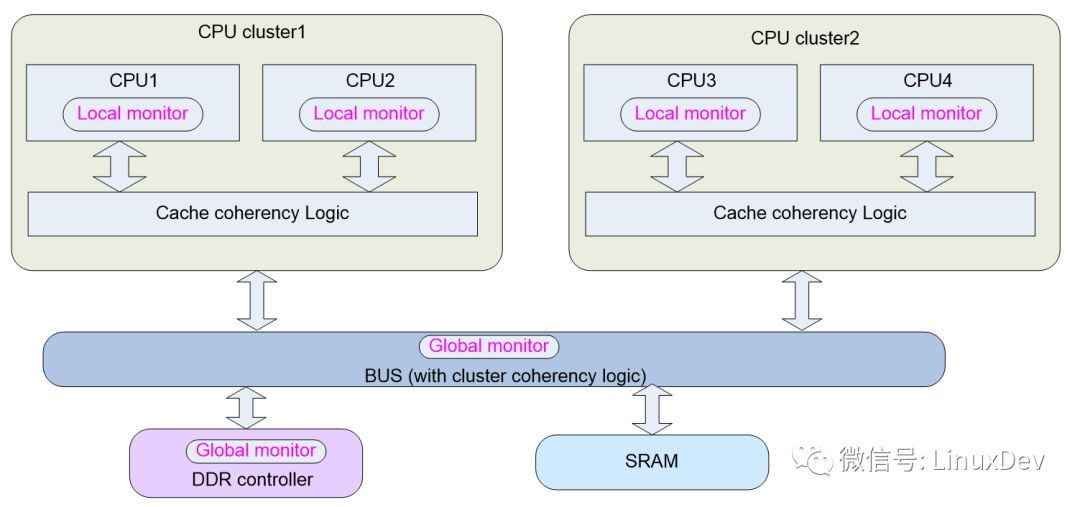 CPU cluster1
CPU cluster2
CPU1
CPU2
CPU3
CPU4
Local monitor
Local monitor
Local monitor
Local monitor
Cache coherency Logic
Cache coherency Logic
Global monitor
BUS (with cluster coherency logic)
Global monitor
DDR controller
SRAM
微信号: LinuxDev